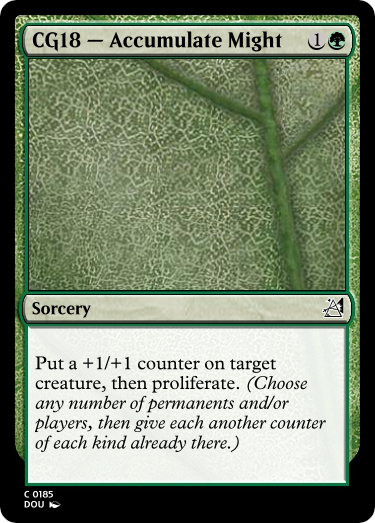 CG18 — Accumulate Might 1
Sorcery
Put a +1/+1 counter on target
creature, then proliferate. (Choose
any number of permanents and/or
players, then give each another counter
of each kind already there.)
C 0185
DOU